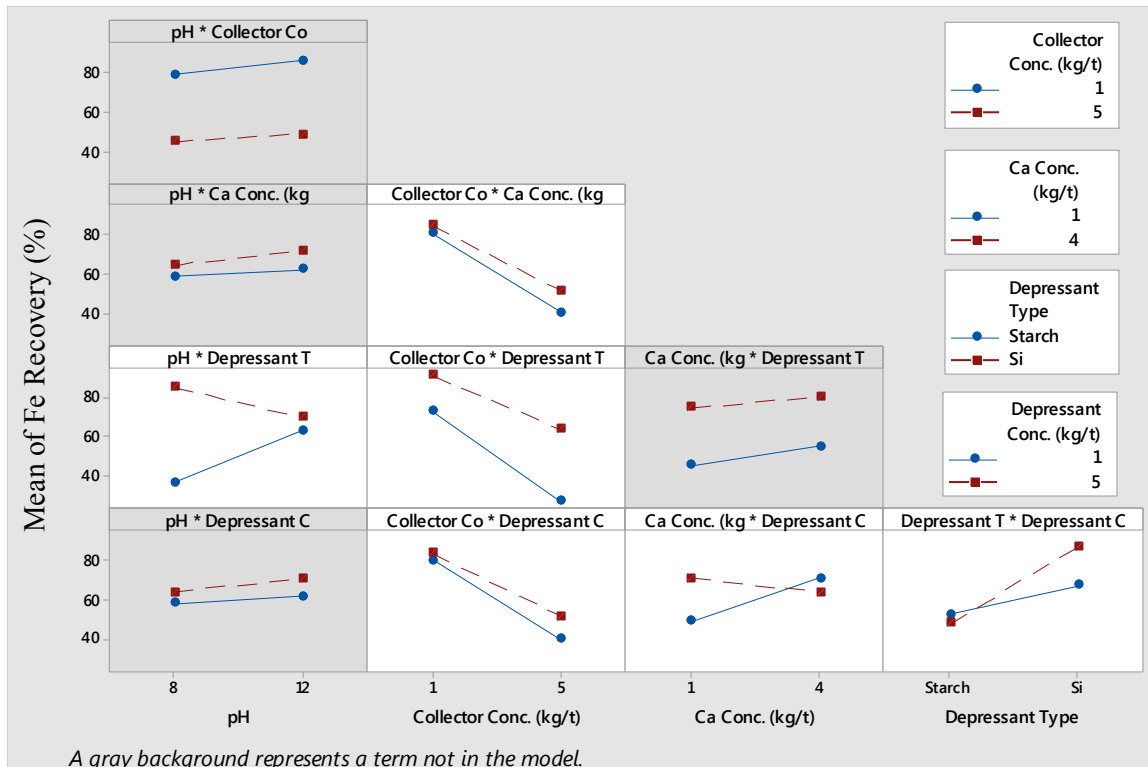 pH * Collector Co
80
60
40
Collector
Conc. (kg/t)
1
5
pH * Ca Conc. (kg
Collector Co * Ca Conc. (kg
80
60
40
Ca Conc.
(kg/t)
1
4
Mean of Fe Recovery (%)
pH * Depressant T
Collector Co * Depressant T
Ca Conc. (kg * Depressant T
80
60
40
Depressant
Type
Starch
Si
pH * Depressant C
Collector Co * Depressant C
Ca Conc. (kg * Depressant C
Depressant T * Depressant C
80
60
40
Depressant
Conc. (kg/t)
1
5
8
12
1
5
1
4
Starch
Si
pH
Collector Conc. (kg/t)
Ca Conc. (kg/t)
Depressant Type
A gray background represents a term not in the model.